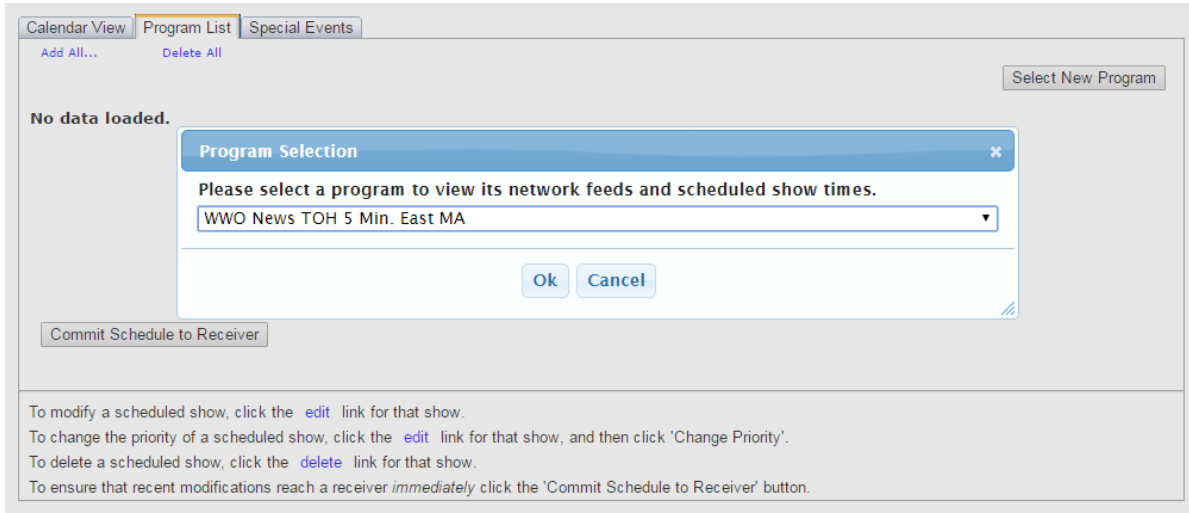 Calendar View Program List Special Events
Add All... Delete All
Select New Program
No data loaded.
Program Selection
Please select a program to view its network feeds and scheduled show times.
WWO News TOH 5 Min. East MA
Ok Cancel
Commit Schedule to Receiver
To modify a scheduled show, click the edit link for that show.
To change the priority of a scheduled show, click the edit link for that show, and then click 'Change Priority'.
To delete a scheduled show, click the delete link for that show.
To ensure that recent modifications reach a receiver immediately click the 'Commit Schedule to Receiver' button.